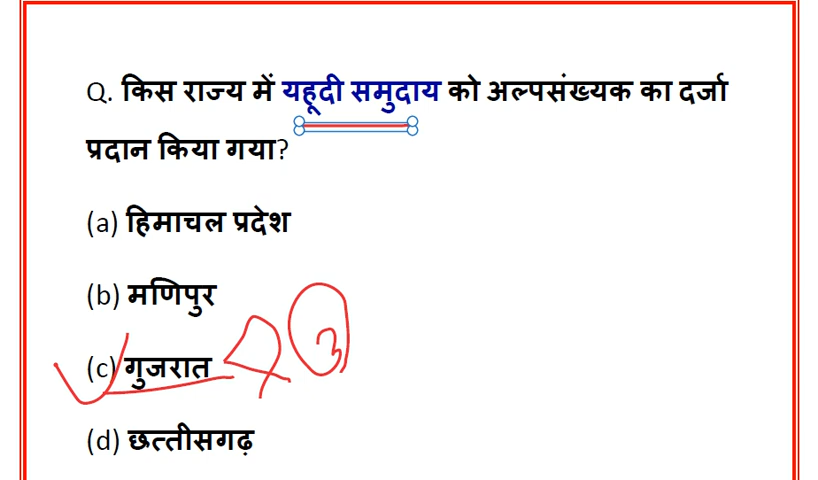 Q. किस राज्य में यहूदी समुदाय को अल्पसंख्यक का दर्जा
प्रदान किया गया?
(a) हिमाचल प्रदेश
(b) मणिपुर
(c) गुजरात
(d) छत्तीसगढ़